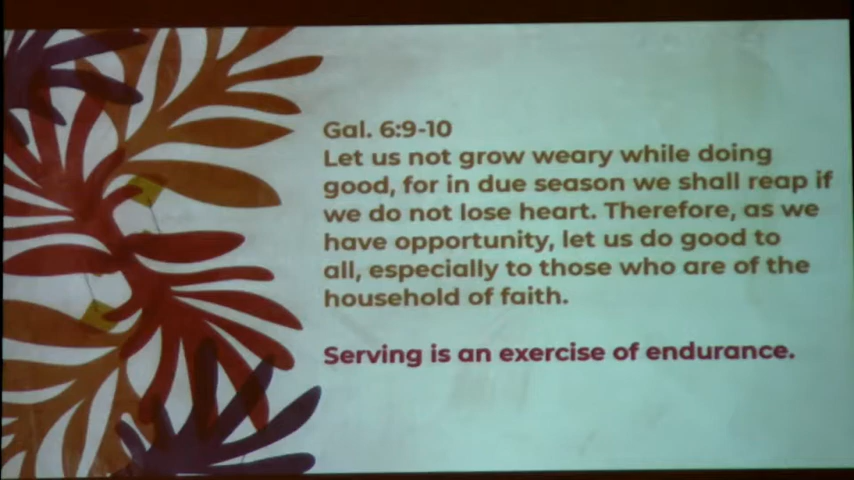 Gal. 6:9-10
Let us not grow weary while doing
good, for in due season we shall reap if
we do not lose heart. Therefore, as we
have opportunity, let us do good to
all, especially to those who are of the
household of faith.
Serving is an exercise of endurance.